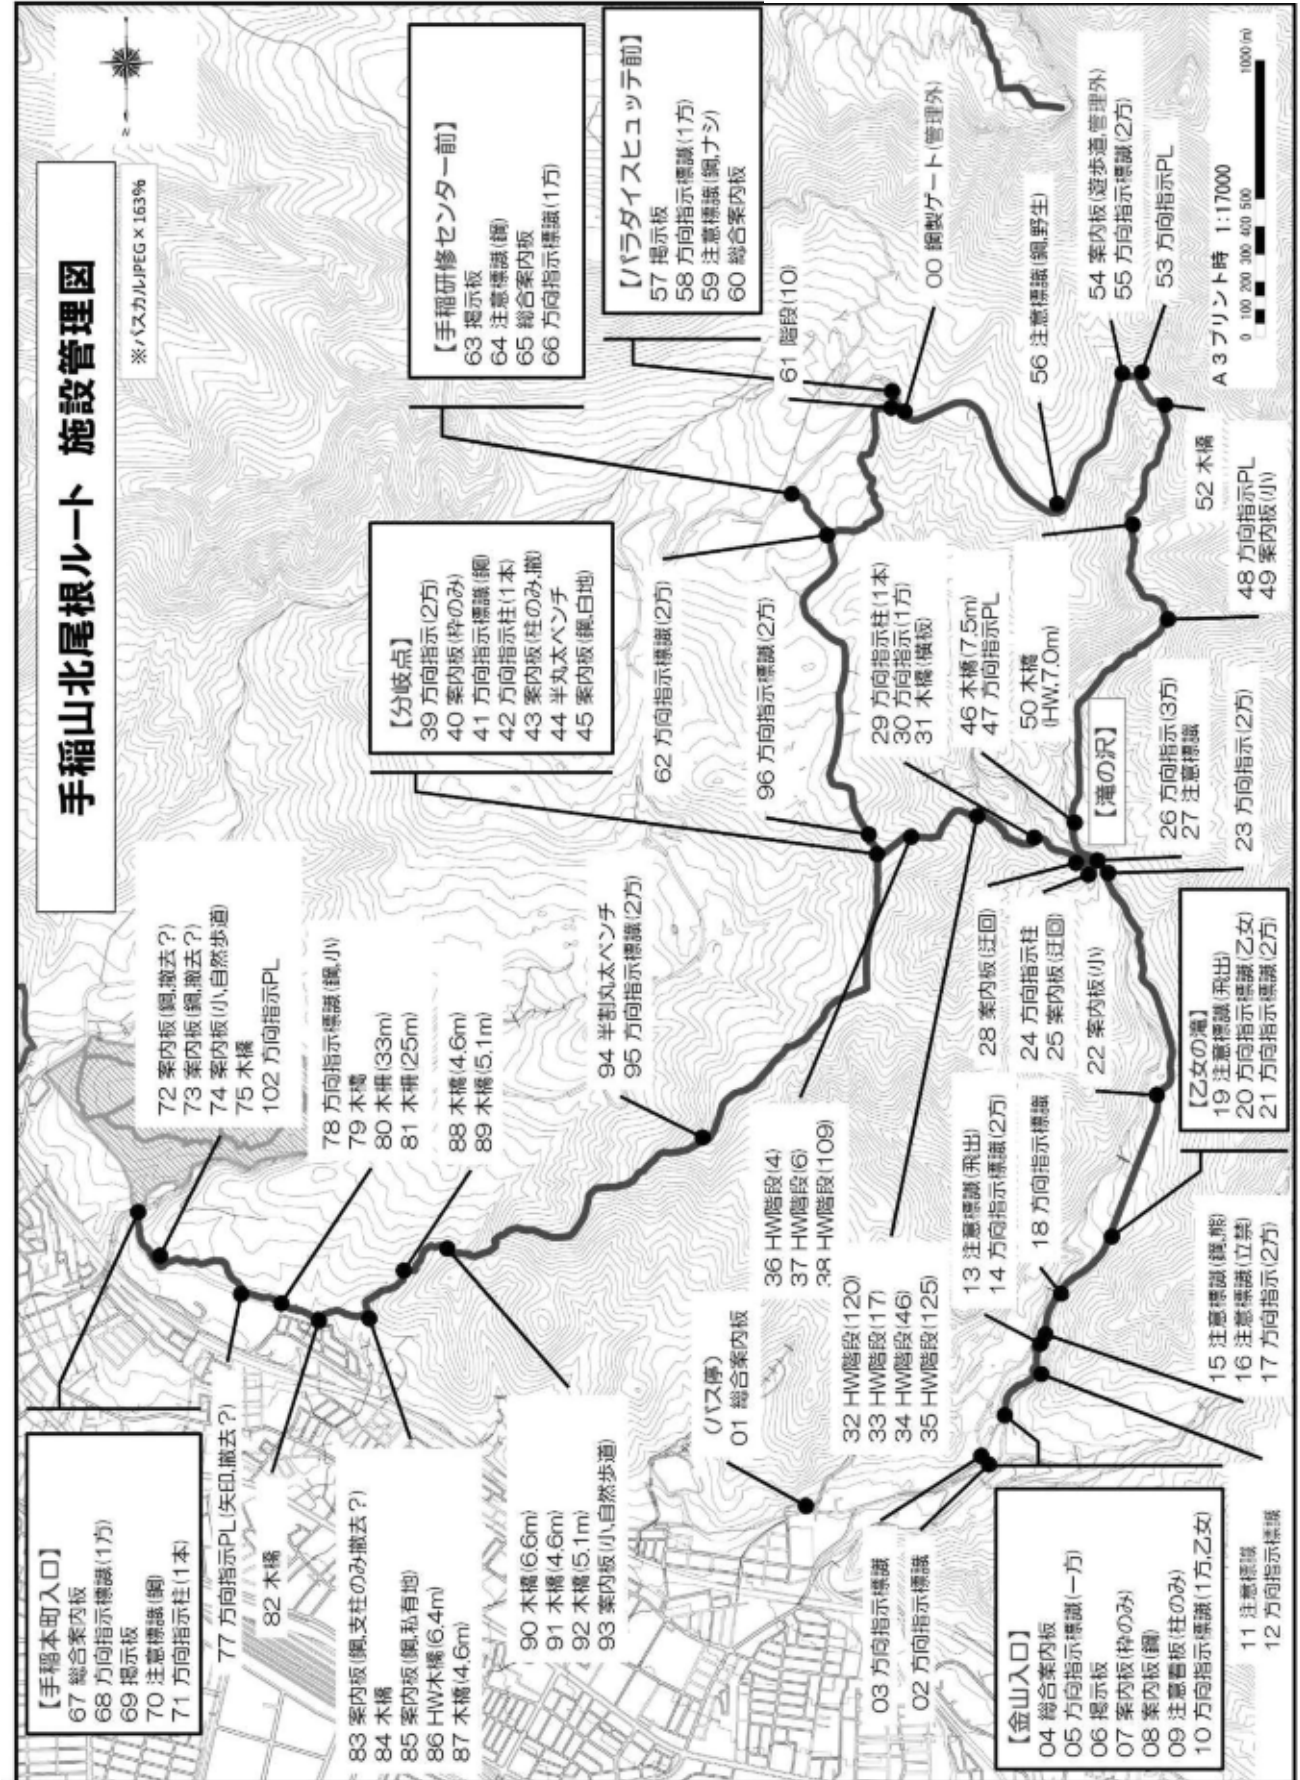 手稲山北尾根ルート 施設管理図
※パスカルJPEG×163%
N
【手稲本町入口】
67 総合案内板
68 方向指示標識(1方)
69 掲示板
70 注意標識(鋼)
71 方向指示柱(1本)
72 案内板(鋼,撤去?)
73 案内板(鋼,撤去?)
74 案内板(小,自然歩道)
75 木橋
102 方向指示PL
77 方向指示PL(矢印,撤去?)
78 方向指示標識(鋼,小)
79 木橋
80 木柵(33m)
81 木柵(25m)
82 木橋
83 案内板(鋼,支柱のみ撤去?)
84 木橋
85 案内板(鋼,私有地)
86 HW木橋(6.4m)
87 木橋(4.6m)
88 木橋(4.6m)
89 木橋(5.1m)
90 木橋(6.6m)
91 木橋(4.6m)
92 木橋(5.1m)
93 案内板(小,自然歩道)
94 半割丸太ベンチ
95 方向指示標識(2方)
【分岐点】
39 方向指示(2方)
40 案内板(枠のみ)
41 方向指示標識(鋼)
42 方向指示柱(1本)
43 案内板(柱のみ,撤)
44 半丸太ベンチ
45 案内板(鋼,白地)
【手稲研修センター前】
63 掲示板
64 注意標識(鋼)
65 総合案内板
66 方向指示標識(1方)
【パラダイスヒュッテ前】
57 掲示板
58 方向指示標識(1方)
59 注意標識(鋼,ナシ)
60 総合案内板
61 階段(10)
00 鋼製ゲート(管理外)
62 方向指示標識(2方)
96 方向指示標識(2方)
56 注意標識(鋼,野生)
54 案内板(遊歩道,管理外)
55 方向指示標識(2方)
53 方向指示PL
52 木橋
48 方向指示PL
49 案内板(小)
50 木橋
(HW,7.0m)
46 木橋(7.5m)
47 方向指示PL
29 方向指示柱(1本)
30 方向指示(1方)
31 木橋(横板)
【滝の沢】
26 方向指示(3方)
27 注意標識
23 方向指示(2方)
28 案内板(迂回)
24 方向指示柱
25 案内板(迂回)
22 案内板(小)
36 HW階段(4)
37 HW階段(6)
38 HW階段(109)
32 HW階段(120)
33 HW階段(17)
34 HW階段(46)
35 HW階段(125)
【乙女の滝】
19 注意標識(飛出)
20 方向指示標識(乙女)
21 方向指示標識(2方)
18 方向指示標識
13 注意標識(飛出)
14 方向指示標識(2方)
15 注意標識(鏡,熊)
16 注意標識(立禁)
17 方向指示(2方)
11 注意標識
12 方向指示標識
(バス停)
01 総合案内板
03 方向指示標識
02 方向指示標識
【金山入口】
04 総合案内板
05 方向指示標識(一方)
06 掲示板
07 案内板(枠のみ)
08 案内板(鋼)
09 注意看板(柱のみ)
10 方向指示標識(1方,乙女)
A3プリント時 1:17000
0 100 200 300 400 500 1000(m)